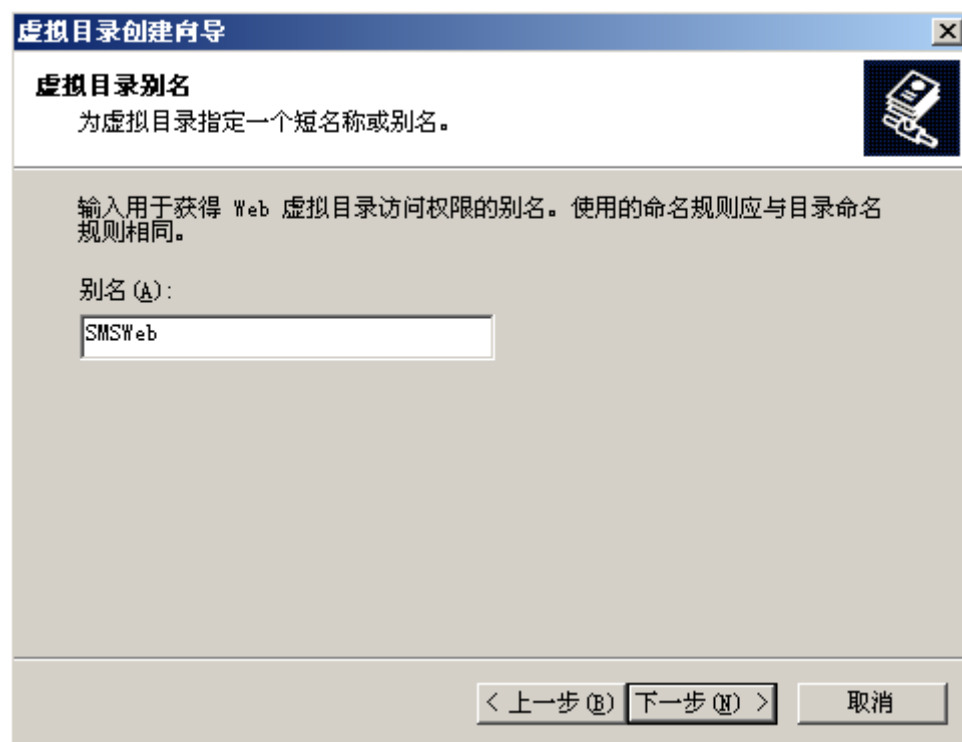 虚拟目录创建向导
虚拟目录别名
为虚拟目录指定一个短名称或别名。
输入用于获得 Web 虚拟目录访问权限的别名。使用的命名规则应与目录命名
规则相同。
别名(A):
SMSWeb
< 上一步(B) 下一步(N) > 取消